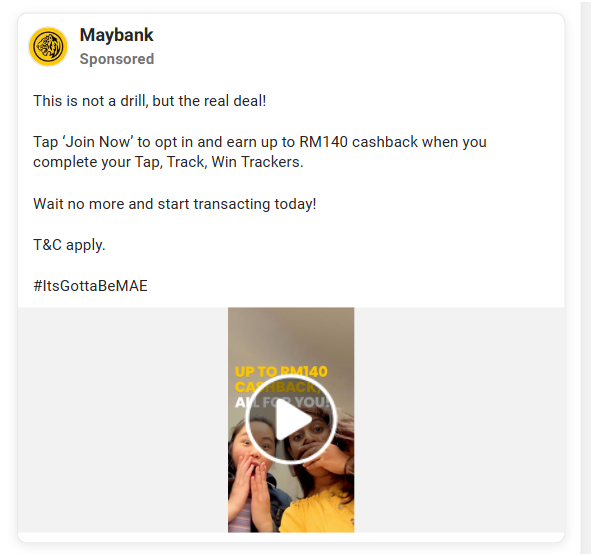 Maybank
Sponsored
This is not a drill, but the real deal!
Tap ‘Join Now’ to opt in and earn up to RM140 cashback when you
complete your Tap, Track, Win Trackers.
Wait no more and start transacting today!
T&C apply.
#ItsGottaBeMAE
UP TO RM140
CASHBACK,
ALL FOR YOU!